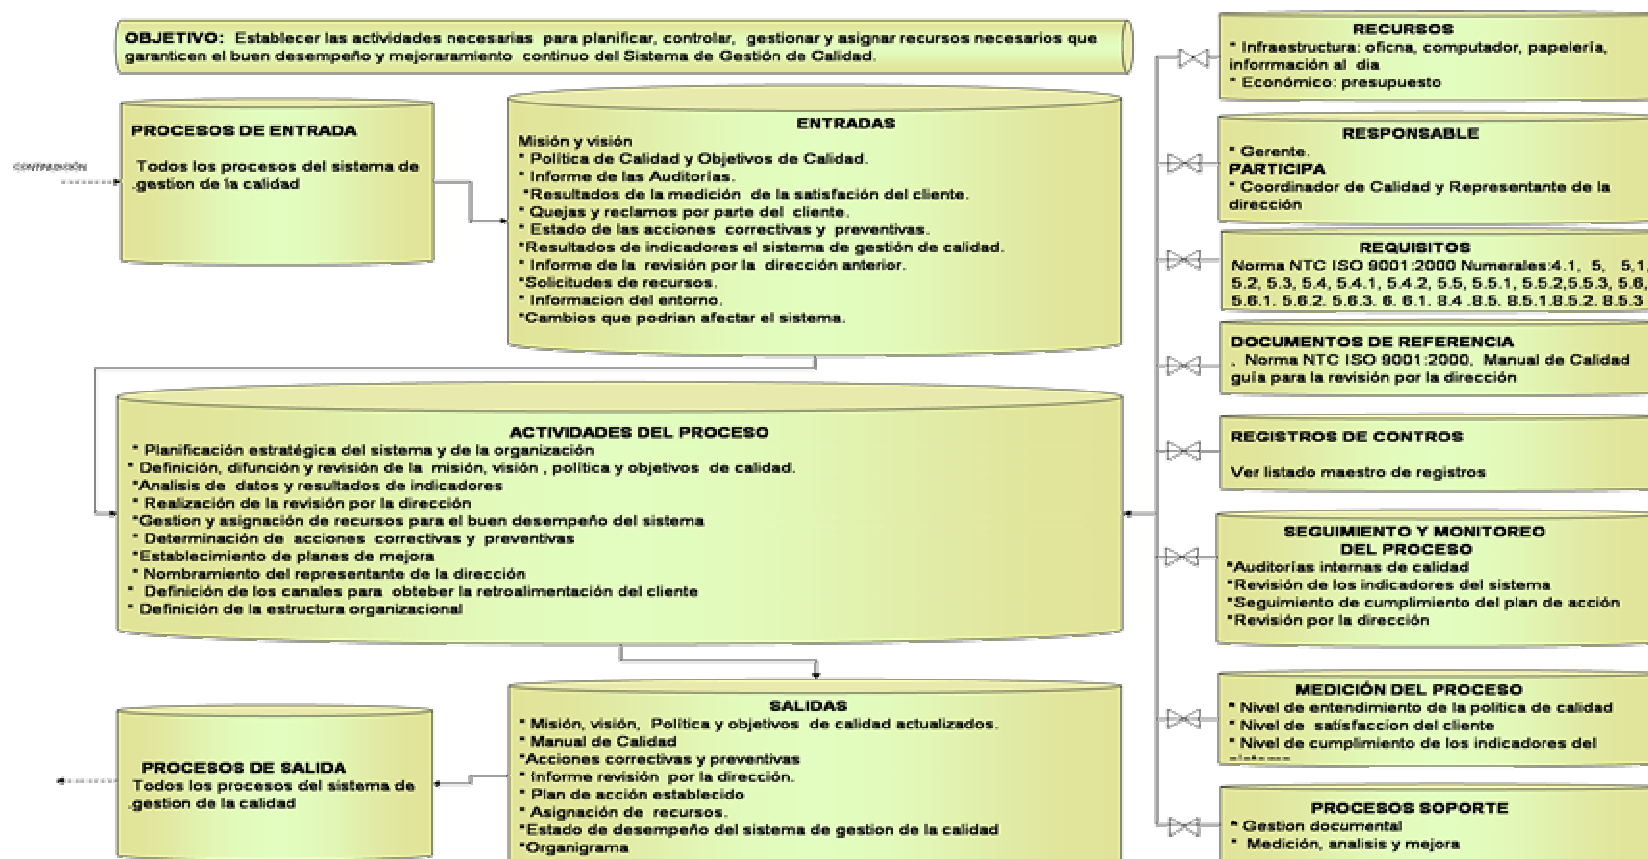 OBJETIVO: Establecer las actividades necesarias para planificar, controlar, gestionar y asignar recursos necesarios que
garanticen el buen desempeño y mejoraramiento continuo del Sistema de Gestión de Calidad.
PROCESOS DE ENTRADA
Todos los procesos del sistema de
.gestion de la calidad
CONTINUACIÓN
ENTRADAS
Misión y visión
* Política de Calidad y Objetivos de Calidad.
* Informe de las Auditorías.
*Resultados de la medición de la satisfacción del cliente.
* Quejas y reclamos por parte del cliente.
* Estado de las acciones correctivas y preventivas.
*Resultados de indicadores el sistema de gestión de calidad.
* Informe de la revisión por la dirección anterior.
*Solicitudes de recursos.
* Informacion del entorno.
*Cambios que podrian afectar el sistema.
ACTIVIDADES DEL PROCESO
* Planificación estratégica del sistema y de la organización
* Definición, difunción y revisión de la misión, visión , política y objetivos de calidad.
*Analisis de datos y resultados de indicadores
* Realización de la revisión por la dirección
*Gestion y asignación de recursos para el buen desempeño del sistema
* Determinación de acciones correctivas y preventivas
*Establecimiento de planes de mejora
* Nombramiento del representante de la dirección
* Definición de los canales para obteber la retroalimentación del cliente
* Definición de la estructura organizacional
SALIDAS
* Misión, visión, Política y objetivos de calidad actualizados.
* Manual de Calidad
*Acciones correctivas y preventivas
* Informe revisión por la dirección.
* Plan de acción establecido
* Asignación de recursos.
*Estado de desempeño del sistema de gestion de la calidad
*Organigrama
PROCESOS DE SALIDA
Todos los procesos del sistema de
.gestion de la calidad
RECURSOS
* Infraestructura: oficna, computador, papelería,
inforrmación al dia
* Económico: presupuesto
RESPONSABLE
* Gerente.
PARTICIPA
* Coordinador de Calidad y Representante de la
dirección
REQUISITOS
Norma NTC ISO 9001:2000 Numerales:4.1, 5, 5,1,
5.2, 5.3, 5.4, 5.4.1, 5.4.2, 5.5, 5.5.1, 5.5.2,5.5.3, 5.6,
5.6.1. 5.6.2. 5.6.3. 6. 6.1. 8.4 .8.5. 8.5.1.8.5.2. 8.5.3
DOCUMENTOS DE REFERENCIA
. Norma NTC ISO 9001:2000, Manual de Calidad
guía para la revisión por la dirección
REGISTROS DE CONTROS
Ver listado maestro de registros
SEGUIMIENTO Y MONITOREO
DEL PROCESO
*Auditorías internas de calidad
*Revisión de los indicadores del sistema
*Seguimiento de cumplimiento del plan de acción
*Revisión por la dirección
MEDICIÓN DEL PROCESO
* Nivel de entendimiento de la política de calidad
* Nivel de satisfaccion del cliente
* Nivel de cumplimiento de los indicadores del
PROCESOS SOPORTE
* Gestion documental
* Medición, analisis y mejora